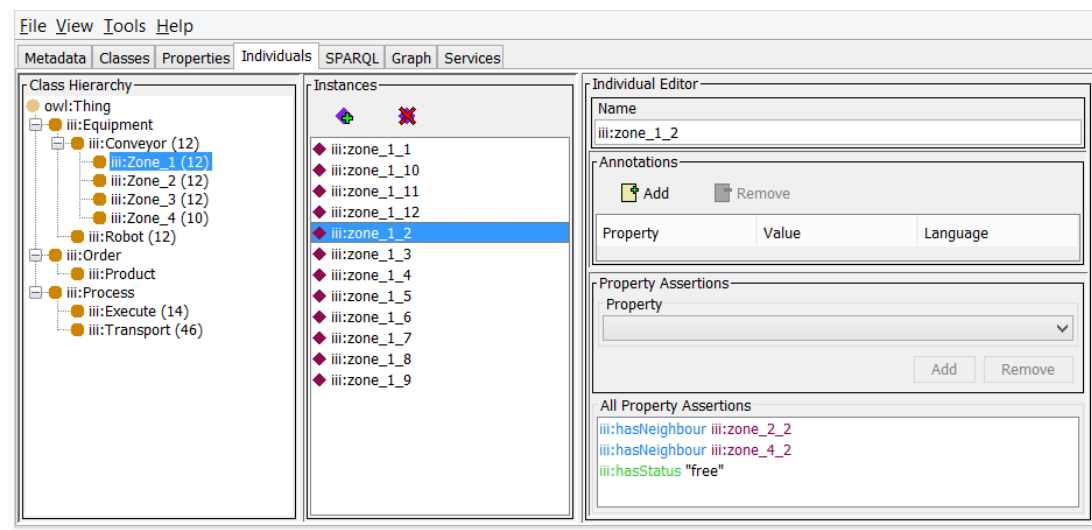 File View Tools Help
Metadata Classes Properties Individuals SPARQL Graph Services
Class Hierarchy
owl:Thing
iii:Equipment
iii:Conveyor (12)
iii:Zone_1 (12)
iii:Zone_2 (12)
iii:Zone_3 (12)
iii:Zone_4 (10)
iii:Robot (12)
iii:Order
iii:Product
iii:Process
iii:Execute (14)
iii:Transport (46)
Instances
iii:zone_1_1
iii:zone_1_10
iii:zone_1_11
iii:zone_1_12
iii:zone_1_2
iii:zone_1_3
iii:zone_1_4
iii:zone_1_5
iii:zone_1_6
iii:zone_1_7
iii:zone_1_8
iii:zone_1_9
Individual Editor
Name
iii:zone_1_2
Annotations
Add Remove
Property Value Language
Property Assertions
Property
Add Remove
All Property Assertions
iii:hasNeighbour iii:zone_2_2
iii:hasNeighbour iii:zone_4_2
iii:hasStatus "free"